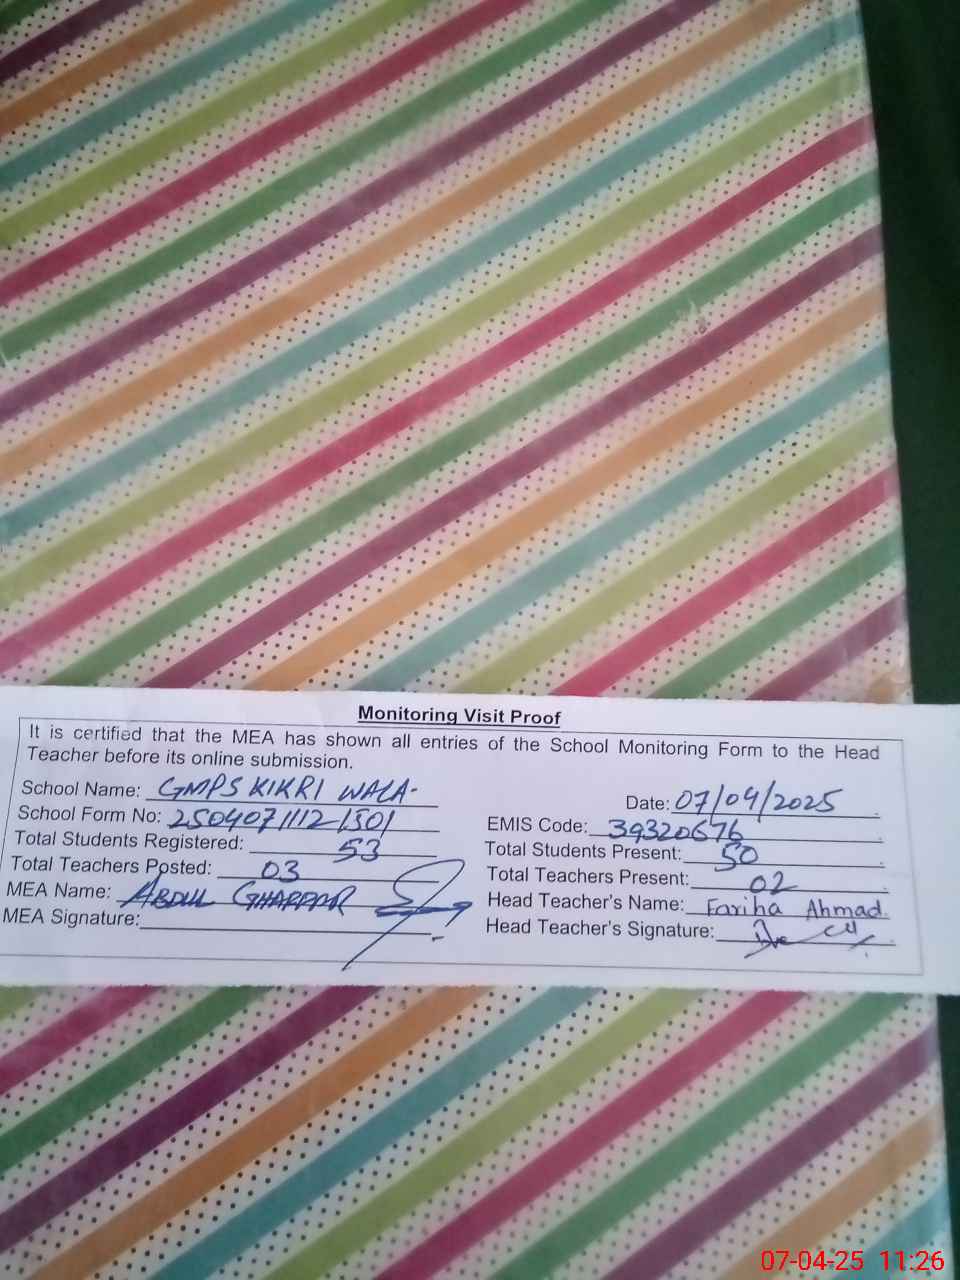 Monitoring Visit Proof
It is certified that the MEA has shown all entries of the School Monitoring Form to the Head
Teacher before its online submission.
School Name: GMPS KIKRI WALA
Date: 07/04/2025
School Form No: 25040711121501
EMIS Code: 39320676
Total Students Registered: 53
Total Students Present: 50
Total Teachers Posted: 03
Total Teachers Present: 02
MEA Name: ABDUL GHAFFAR
Head Teacher's Name: Fariha Ahmad
MEA Signature:
Head Teacher's Signature:
07-04-25 11:26